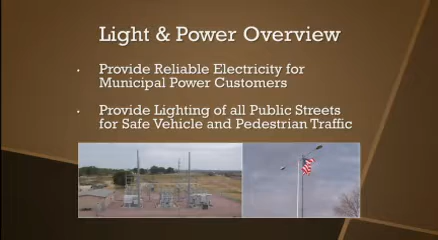 Light & Power Overview
• Provide Reliable Electricity for
Municipal Power Customers
• Provide Lighting of all Public Streets
for Safe Vehicle and Pedestrian Traffic